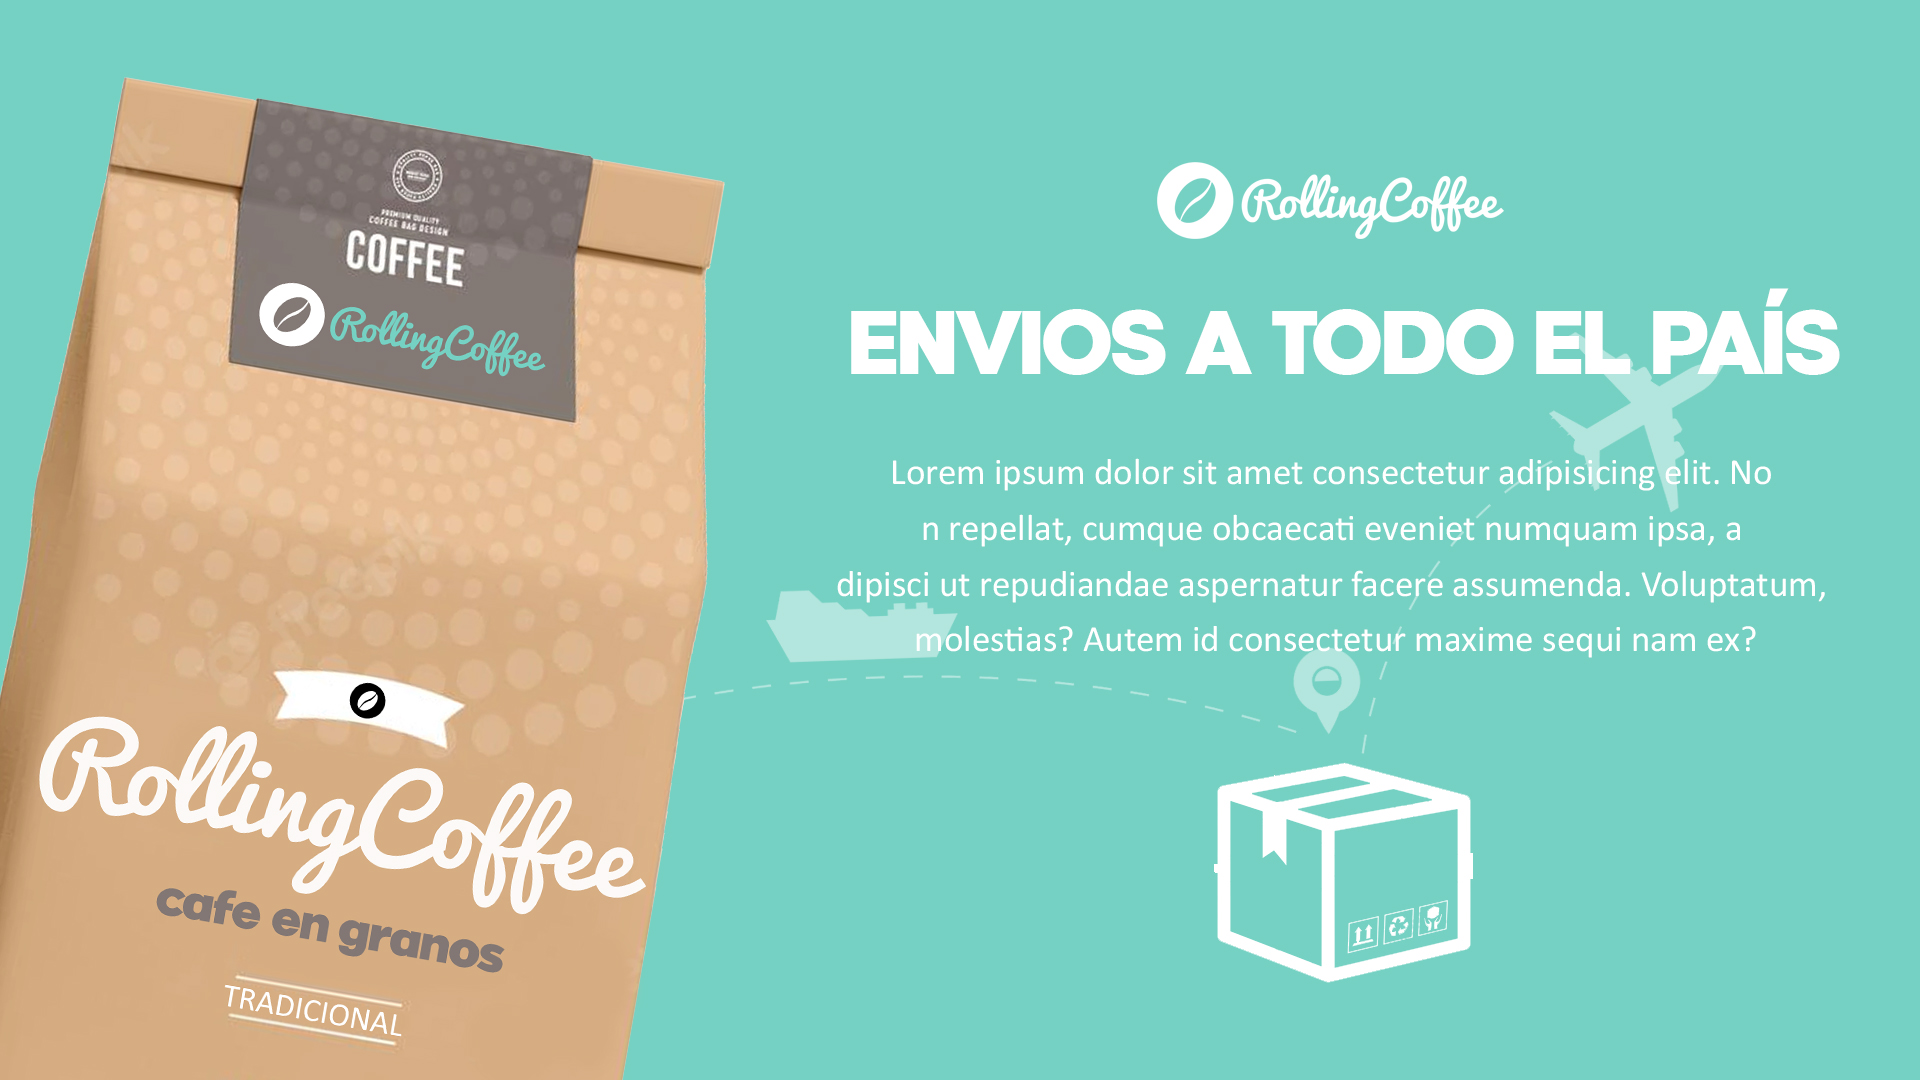 PREMIUM QUALITY
COFFEE BAG DESIGN
COFFEE
RollingCoffee
RollingCoffee
cafe en granos
TRADICIONAL
RollingCoffee
ENVIOS A TODO EL PAÍS
Lorem ipsum dolor sit amet consectetur adipisicing elit. No
n repellat, cumque obcaecati eveniet numquam ipsa, a
dipisci ut repudiandae aspernatur facere assumenda. Voluptatum,
molestias? Autem id consectetur maxime sequi nam ex?